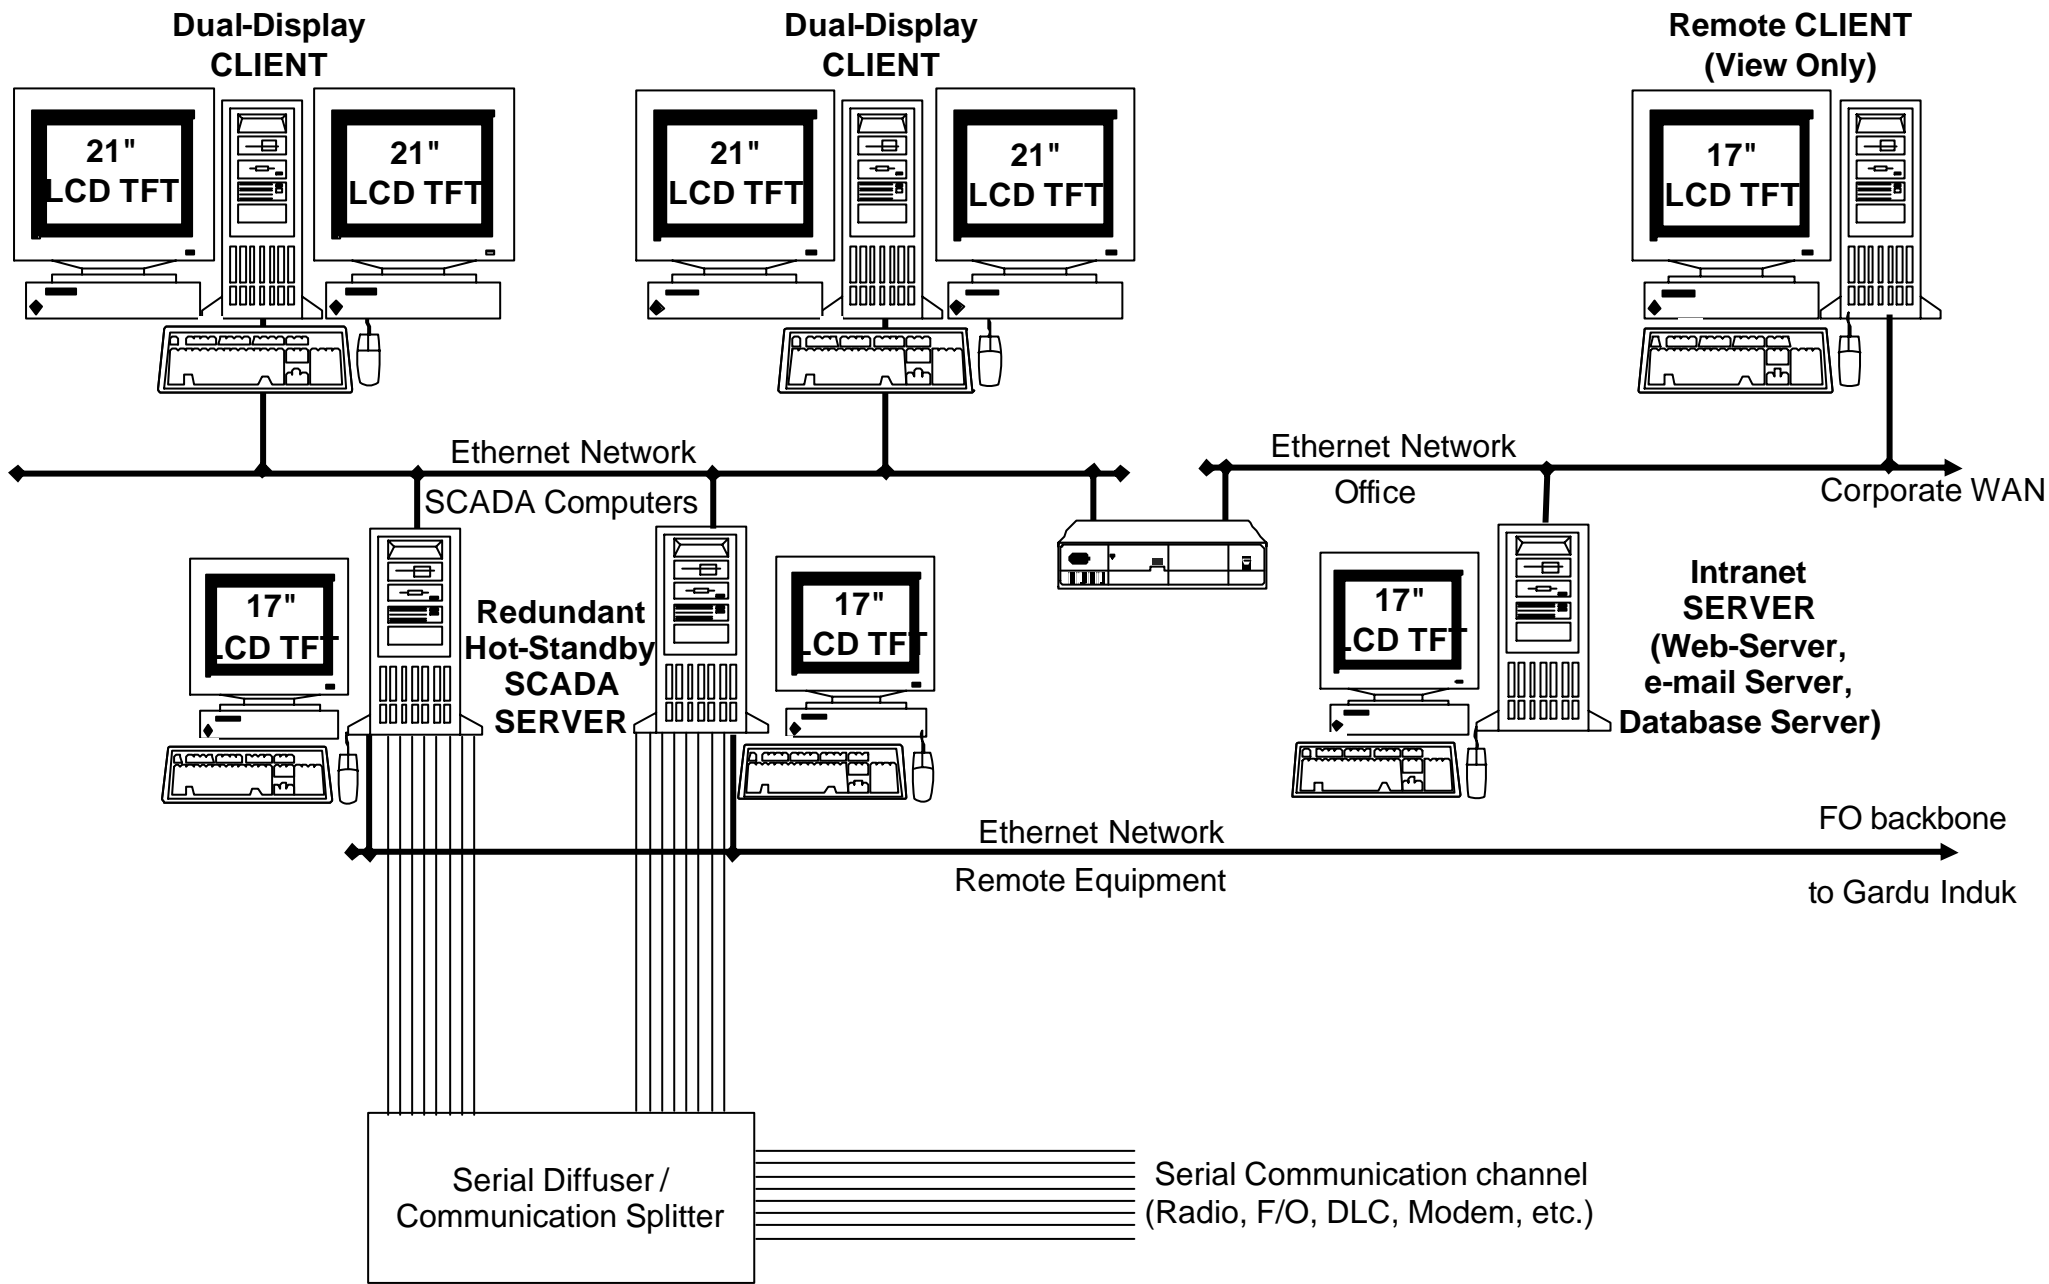 Dual-Display
CLIENT
Dual-Display
CLIENT
Remote CLIENT
(View Only)
21"
LCD TFT
21"
LCD TFT
21"
LCD TFT
21"
LCD TFT
17"
LCD TFT
Ethernet Network
SCADA Computers
Ethernet Network
Office
Corporate WAN
17"
LCD TFT
Redundant
Hot-Standby
SCADA
SERVER
17"
LCD TFT
17"
LCD TFT
Intranet
SERVER
(Web-Server,
e-mail Server,
Database Server)
Ethernet Network
Remote Equipment
FO backbone
to Gardu Induk
Serial Diffuser /
Communication Splitter
Serial Communication channel
(Radio, F/O, DLC, Modem, etc.)